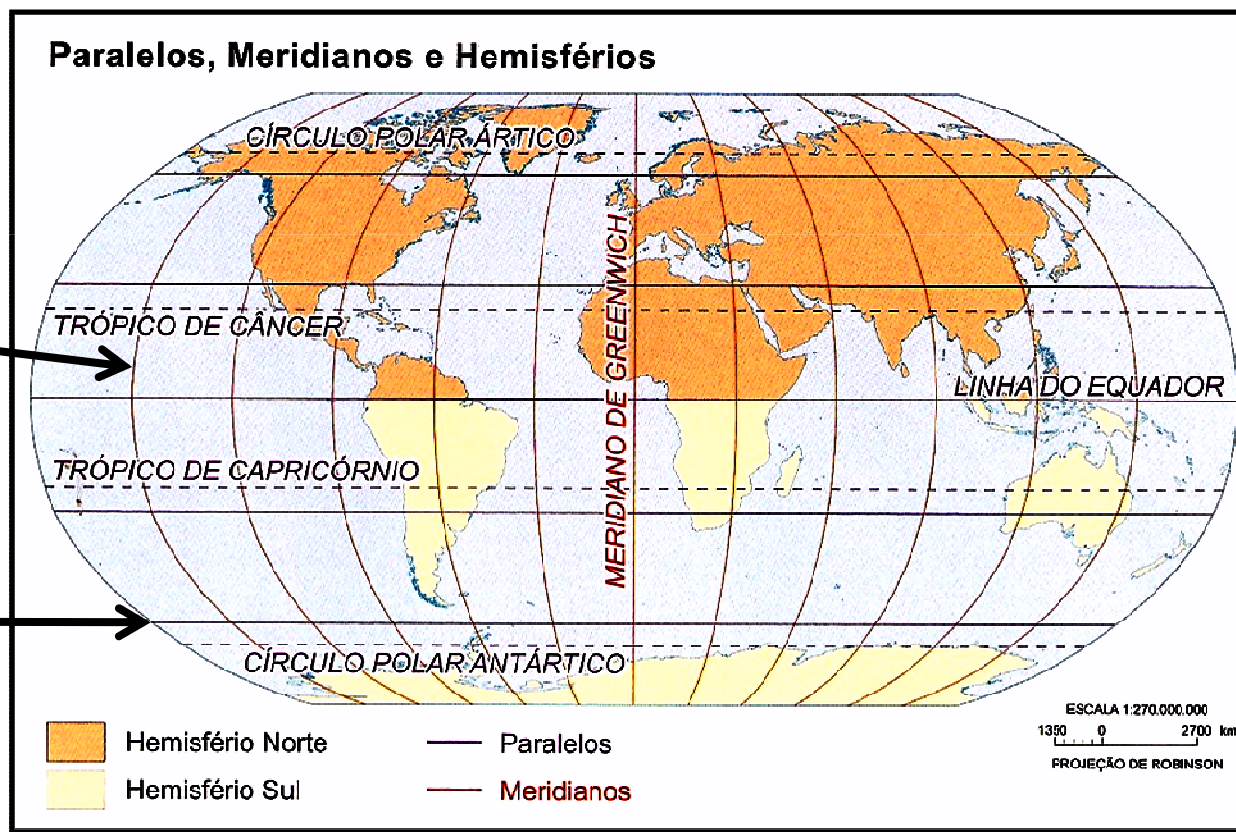 Paralelos, Meridianos e Hemisférios
CÍRCULO POLAR ÁRTICO
MERIDIANO DE GREENWICH
TRÓPICO DE CÂNCER
LINHA DO EQUADOR
TRÓPICO DE CAPRICÓRNIO
CÍRCULO POLAR ANTÁRTICO
Hemisfério Norte
Paralelos
Hemisfério Sul
Meridianos
ESCALA 1:270.000.000
1350 0 2700 km
PROJEÇÃO DE ROBINSON